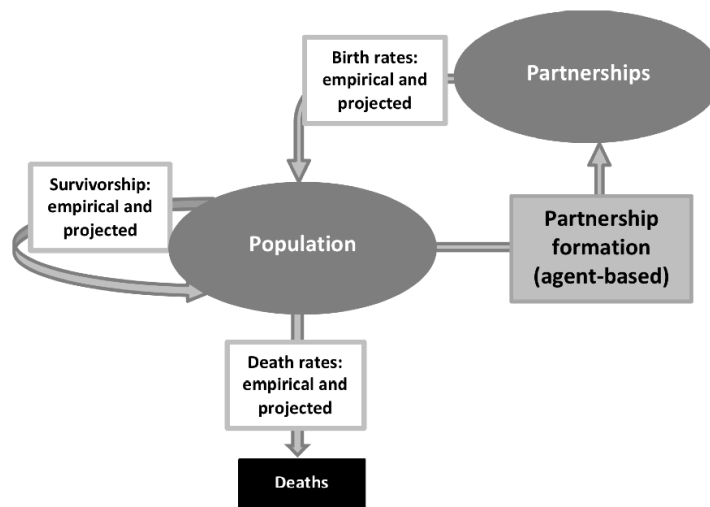 Birth rates:
empirical and
projected
Partnerships
Survivorship:
empirical and
projected
Population
Partnership
formation
(agent-based)
Death rates:
empirical and
projected
Deaths